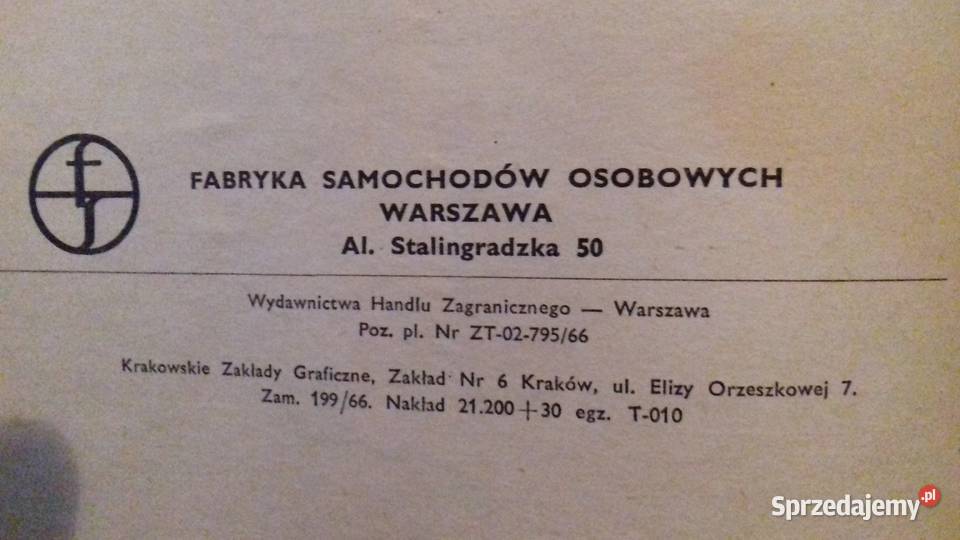 FABRYKA SAMOCHODÓW OSOBOWYCH
WARSZAWA
Al. Stalingradzka 50
Wydawnictwa Handlu Zagranicznego — Warszawa
Poz. pl. Nr ZT-02-795/66
Krakowskie Zakłady Graficzne, Zakład Nr 6 Kraków, ul. Elizy Orzeszkowej 7.
Zam. 199/66. Nakład 21.200+30 egz. T-010
Sprzedajemy.pl